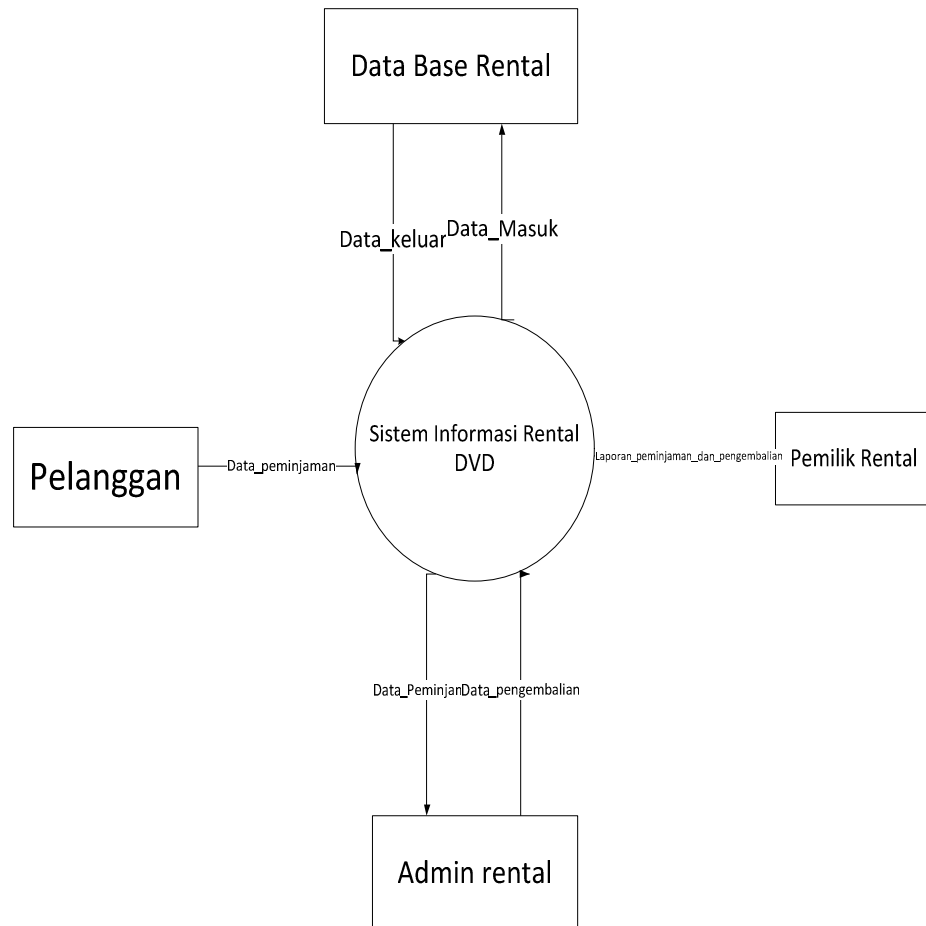 Data Base Rental
Data_keluar
Data_Masuk
Sistem Informasi Rental
DVD
Pelanggan
Data_peminjaman
Laporan_peminjaman_dan_pengembalian
Pemilik Rental
Data_Peminjan
Data_pengembalian
Admin rental